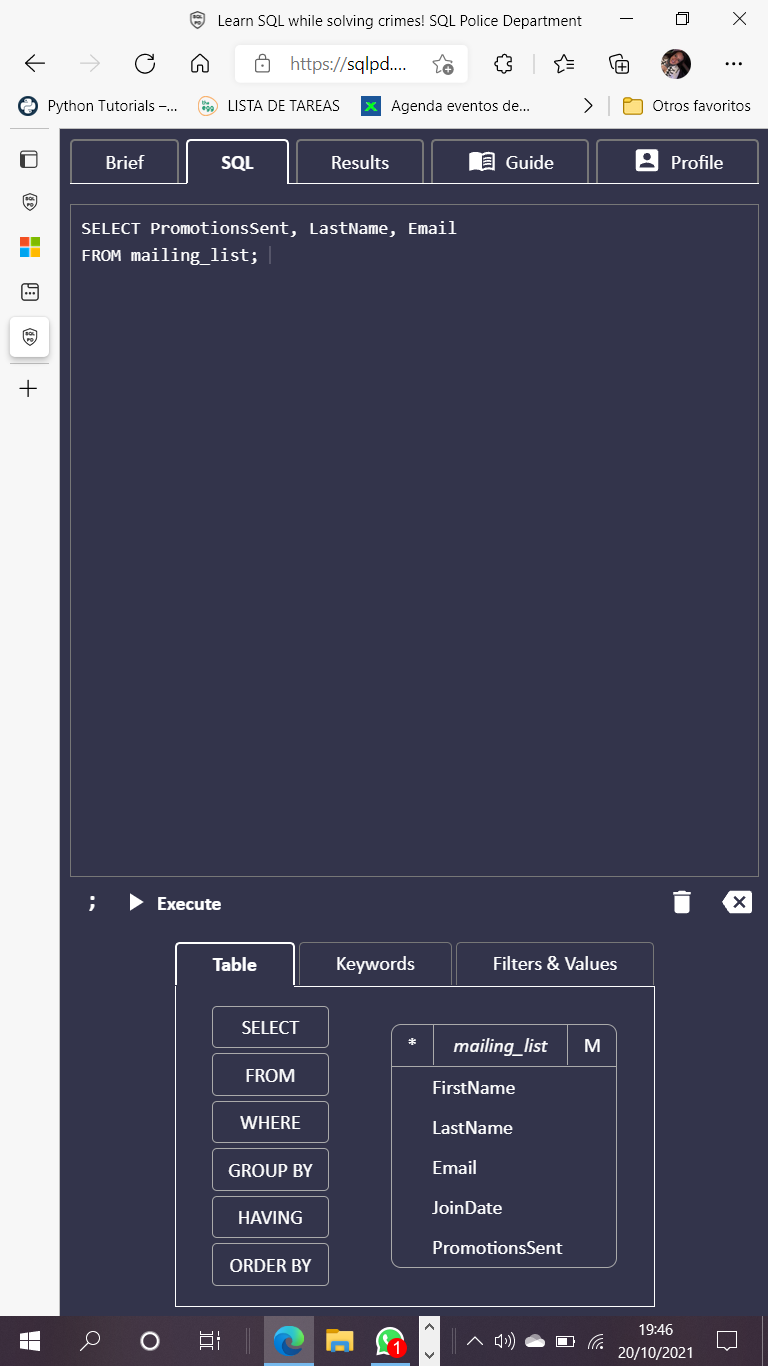 Learn SQL while solving crimes! SQL Police Department
https://sqlpd....
Python Tutorials –... LISTA DE TAREAS Agenda eventos de... Otros favoritos
Brief SQL Results Guide Profile
SELECT PromotionsSent, LastName, Email
FROM mailing_list;
; Execute
Table Keywords Filters & Values
SELECT
FROM
WHERE
GROUP BY
HAVING
ORDER BY
* mailing_list M
FirstName
LastName
Email
JoinDate
PromotionsSent
1
19:46
20/10/2021